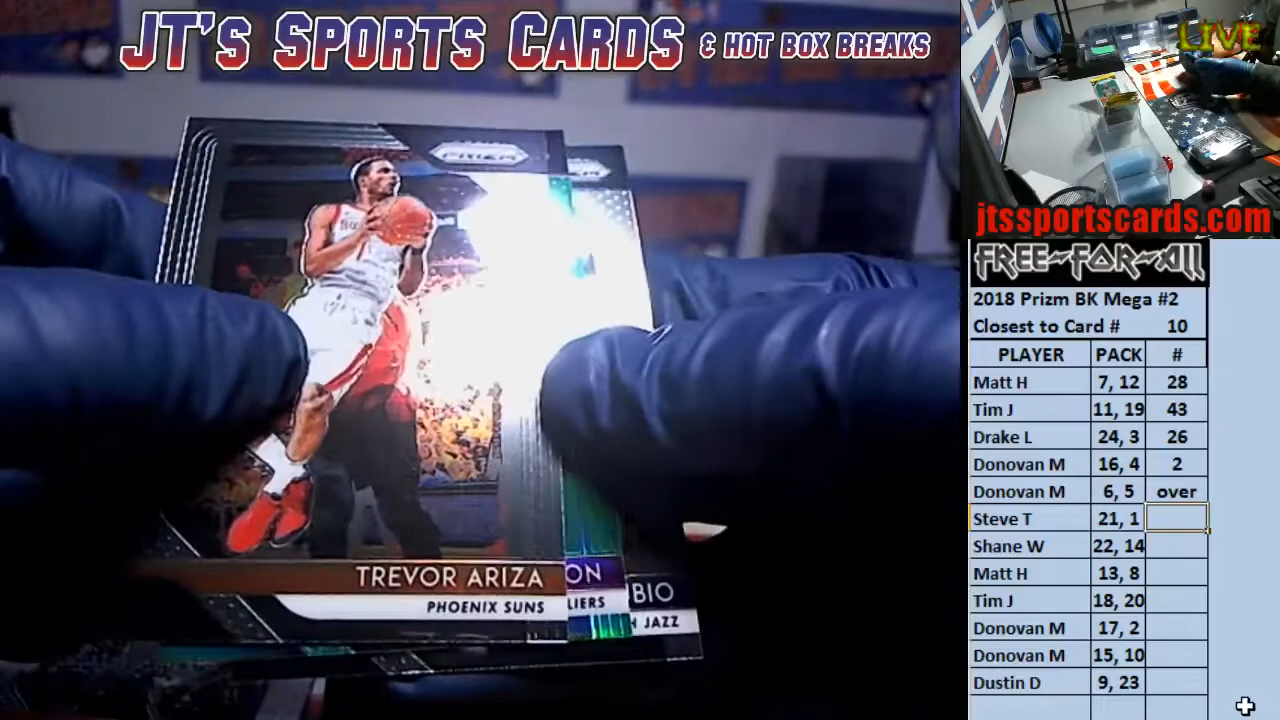 JT's Sports Cards & Hot Box Breaks
LIVE
jtssportscards.com
FREE-FOR-ALL
PRIZM
TREVOR ARIZA
PHOENIX SUNS
ON
LIERS
BIO
H JAZZ
2018 Prizm BK Mega #2
Closest to Card # 10
PLAYER PACK #
Matt H 7, 12 28
Tim J 11, 19 43
Drake L 24, 3 26
Donovan M 16, 4 2
Donovan M 6, 5 over
Steve T 21, 1
Shane W 22, 14
Matt H 13, 8
Tim J 18, 20
Donovan M 17, 2
Donovan M 15, 10
Dustin D 9, 23